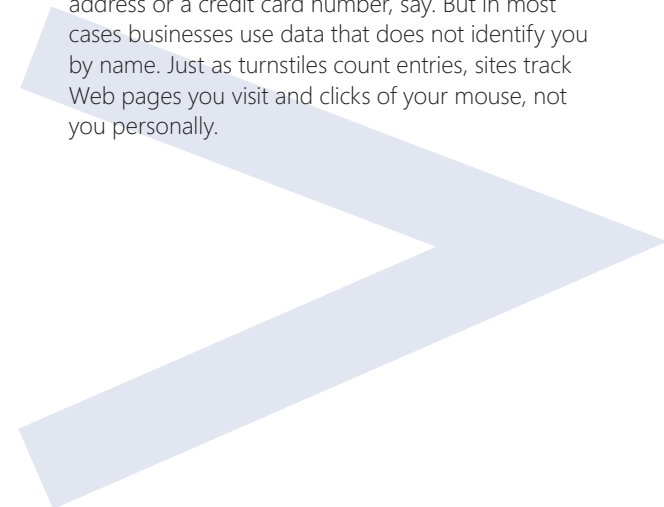 address or a credit card number, say. But in most
cases businesses use data that does not identify you
by name. Just as turnstiles count entries, sites track
Web pages you visit and clicks of your mouse, not
you personally.